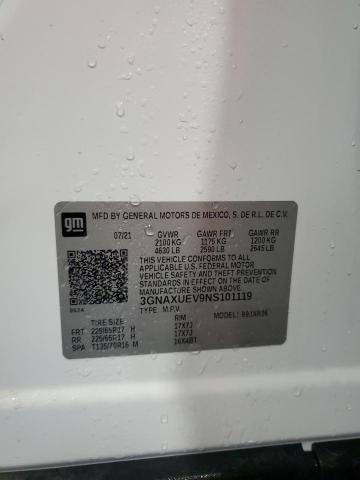 gm
MFD BY GENERAL MOTORS DE MEXICO, S. DE R.L. DE C.V.
07/21 GVWR GAWR FRT GAWR RR
2100 KG 1175 KG 1200 KG
4630 LB 2590 LB 2645 LB
THIS VEHICLE CONFORMS TO ALL
APPLICABLE U.S. FEDERAL MOTOR
VEHICLE SAFETY AND THEFT
PREVENTION STANDARDS IN EFFECT
ON THE DATE OF MANUFACTURE
SHOWN ABOVE.
3GNAXUEV9NS101119
TYPE: M.P.V. MODEL:
TIRE SIZE RIM
FRT 225/65R17 H 17X7J
RR 225/65R17 H 17X7J
SPA T135/70R16 M 16X4BT